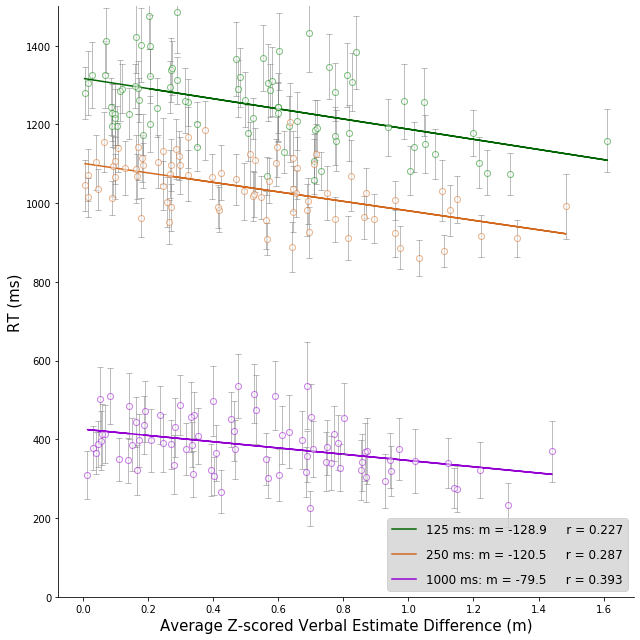 1400
1200
1000
800
600
400
200
0
RT (ms)
125 ms: m = -128.9 r = 0.227
250 ms: m = -120.5 r = 0.287
1000 ms: m = -79.5 r = 0.393
0.0 0.2 0.4 0.6 0.8 1.0 1.2 1.4 1.6
Average Z-scored Verbal Estimate Difference (m)